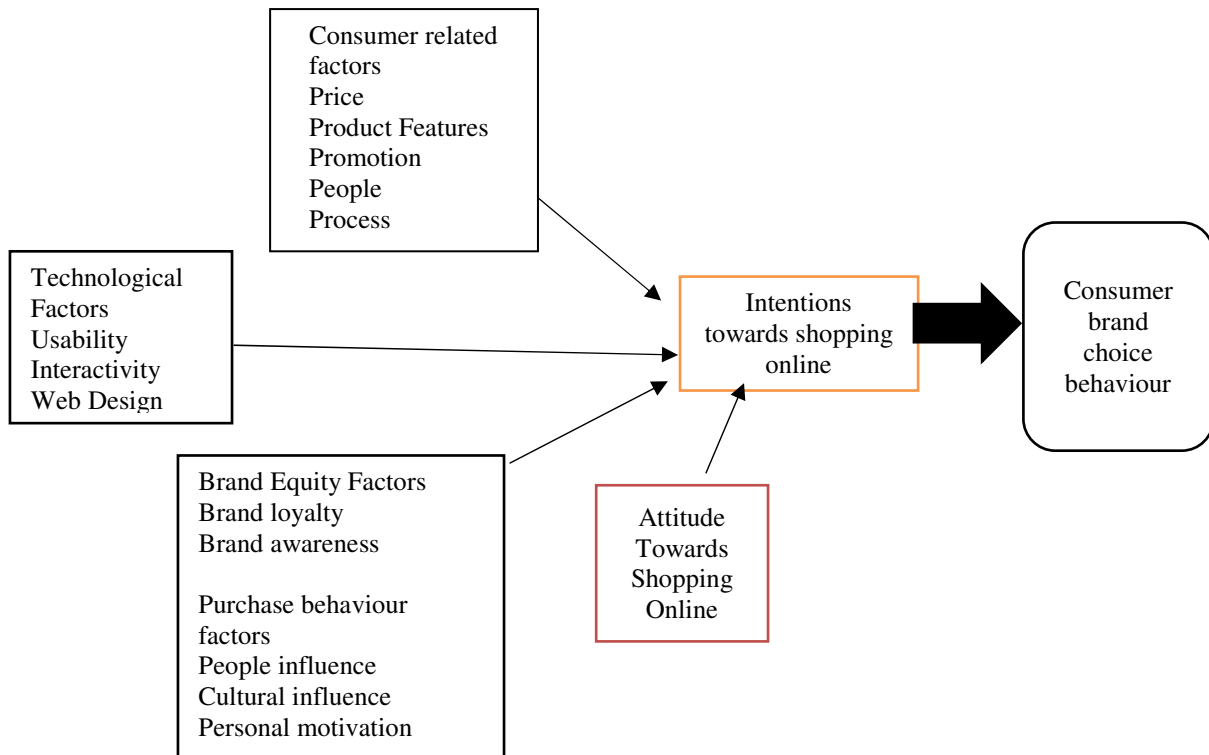 Consumer related
factors
Price
Product Features
Promotion
People
Process
Technological
Factors
Usability
Interactivity
Web Design
Intentions
towards shopping
online
Consumer
brand
choice
behaviour
Brand Equity Factors
Brand loyalty
Brand awareness
Purchase behaviour
factors
People influence
Cultural influence
Personal motivation
Attitude
Towards
Shopping
Online